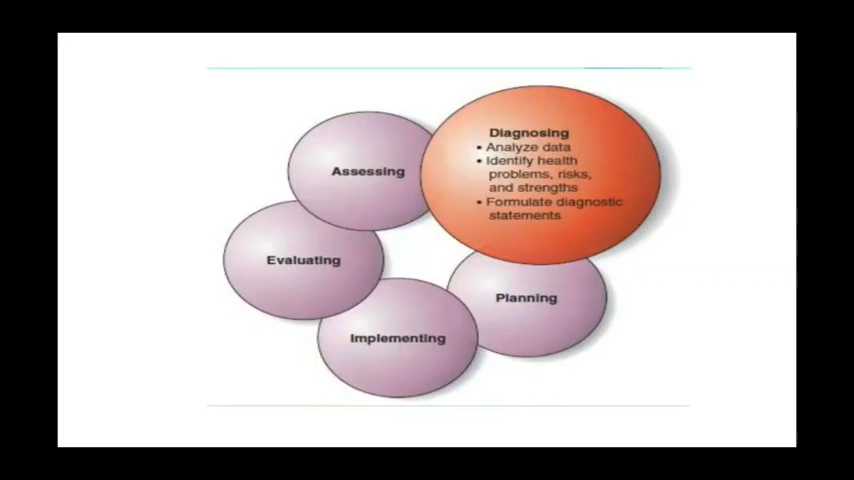 Diagnosing
• Analyze data
• Identify health
problems, risks,
and strengths
• Formulate diagnostic
statements
Assessing
Evaluating
Planning
Implementing